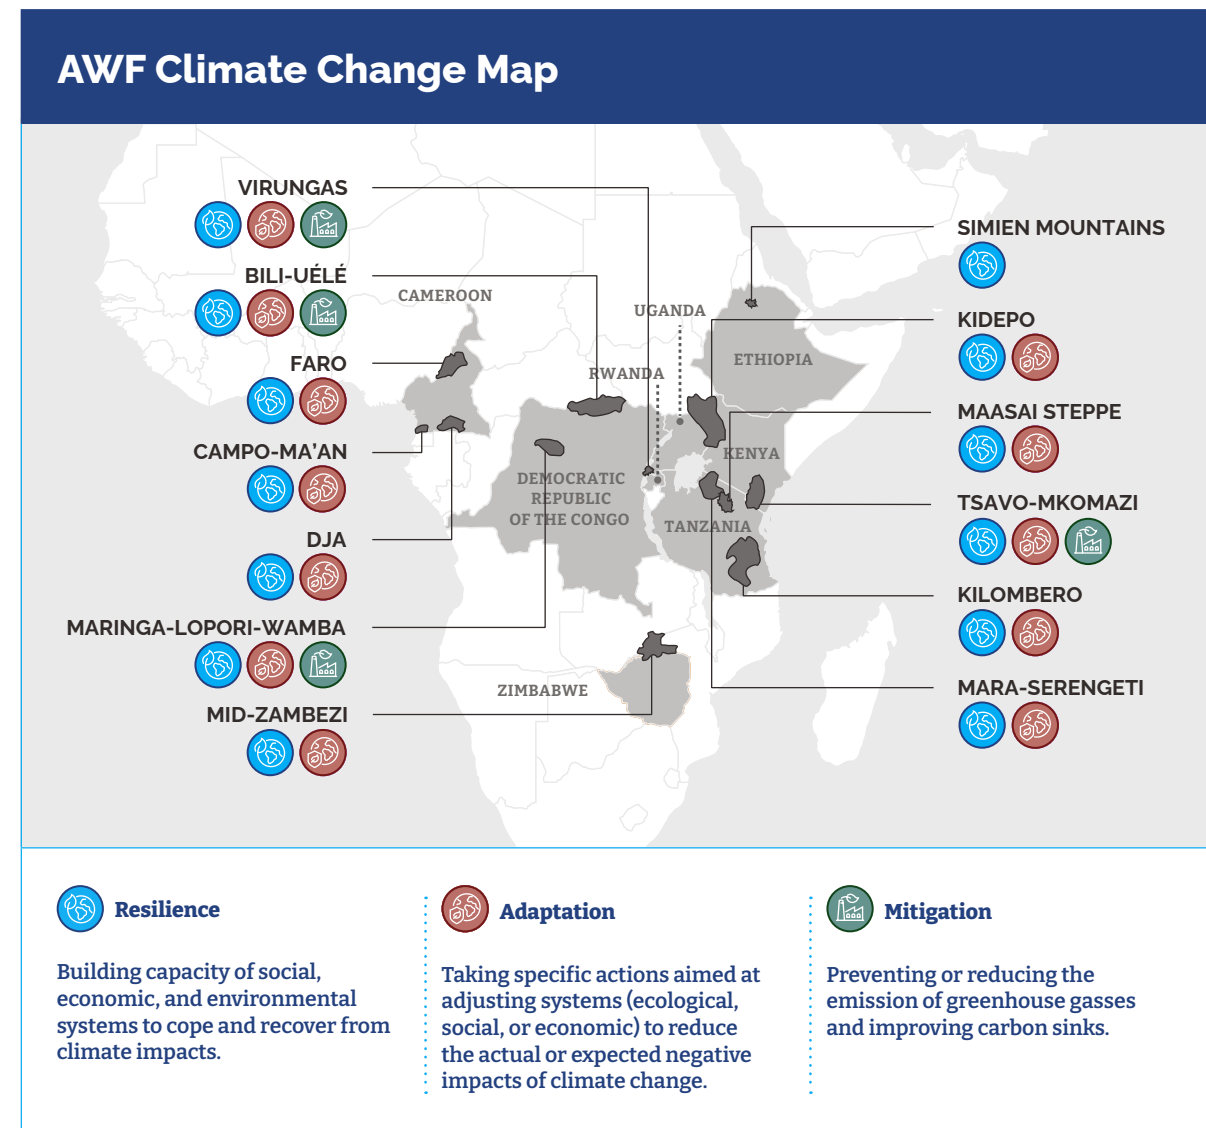 AWF Climate Change Map
VIRUNGAS
BILI-UÉLÉ
FARO
CAMPO-MA’AN
DJA
MARINGA-LOPORI-WAMBA
MID-ZAMBEZI
CAMEROON
UGANDA
RWANDA
ETHIOPIA
KENYA
DEMOCRATIC
REPUBLIC
OF THE CONGO
TANZANIA
ZIMBABWE
SIMIEN MOUNTAINS
KIDEPO
MAASAI STEPPE
TSAVO-MKOMAZI
KILOMBERO
MARA-SERENGETI
Resilience
Building capacity of social,
economic, and environmental
systems to cope and recover from
climate impacts.
Adaptation
Taking specific actions aimed at
adjusting systems (ecological,
social, or economic) to reduce
the actual or expected negative
impacts of climate change.
Mitigation
Preventing or reducing the
emission of greenhouse gasses
and improving carbon sinks.